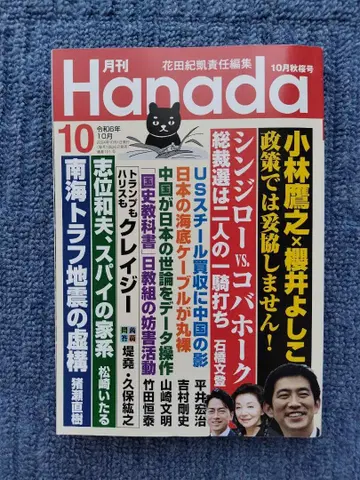 花田紀凱責任編集
月刊
Hanada
10月秋桜号
10
令和6年
10月
小林鷹之×櫻井よしこ
政策では妥協しません!
シンジローvs.コバホーク
総裁選は二人の一騎打ち
石橋文登
USスチール買収に中国の影
平井宏治
日本の海底ケーブルが丸裸
吉村剛史
中国が日本の世論をデータ操作
山崎文明
国史教科書、日教組の妨害活動
竹田恒泰
トランプも
ハリスも
クレイジー
堤堯・久保紘之
志位和夫、スパイの家系
松崎いたる
南海トラフ地震の虚構
猪瀬直樹